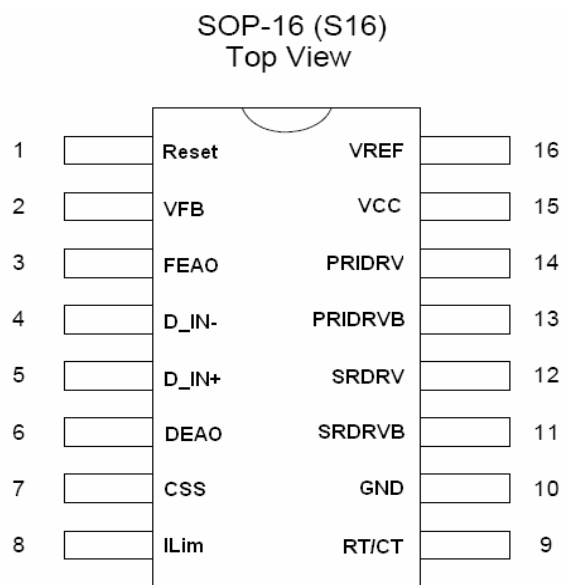 SOP-16 (S16)
Top View
1 Reset VREF 16
2 VFB VCC 15
3 FEAO PRIDRV 14
4 D_IN- PRIDRVB 13
5 D_IN+ SRDRV 12
6 DEAO SRDRVB 11
7 CSS GND 10
8 ILim RT/CT 9